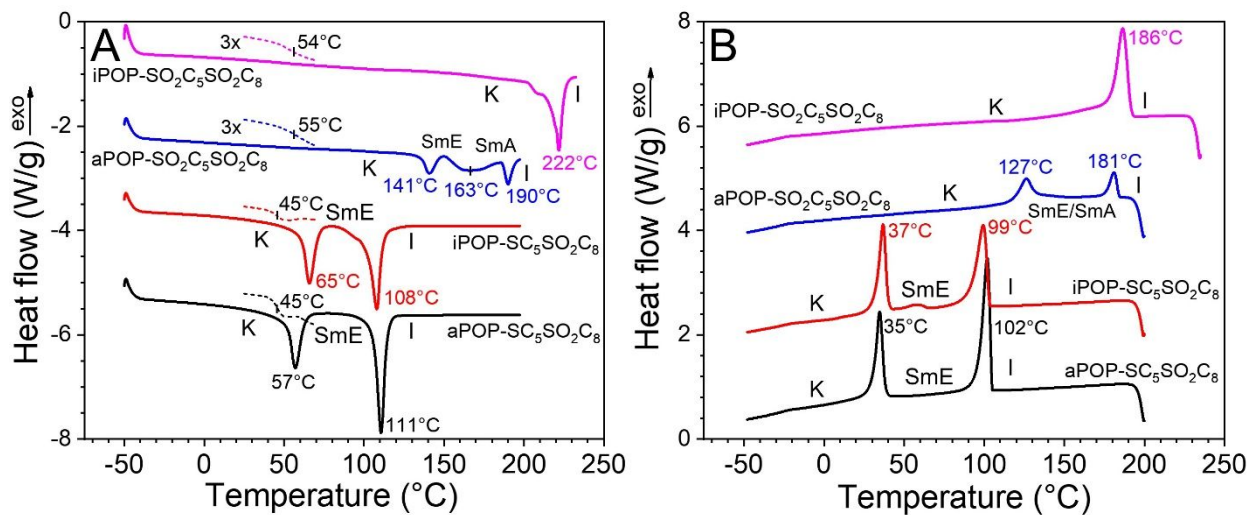 A
B
0
-2
-4
-6
-8
Heat flow (W/g) exo
3x
54°C
iPOP-SO₂C₅SO₂C₈
K
I
222°C
3x
55°C
SmE
SmA
aPOP-SO₂C₅SO₂C₈
K
I
141°C
163°C
190°C
45°C
SmE
K
I
iPOP-SC₅SO₂C₈
65°C
108°C
45°C
K
SmE
I
aPOP-SC₅SO₂C₈
57°C
111°C
-50
0
50
100
150
200
250
Temperature (°C)
8
6
4
2
0
Heat flow (W/g) exo
186°C
iPOP-SO₂C₅SO₂C₈
K
I
127°C
181°C
aPOP-SO₂C₅SO₂C₈
K
I
SmE/SmA
37°C
99°C
K
SmE
I
iPOP-SC₅SO₂C₈
35°C
102°C
K
SmE
I
aPOP-SC₅SO₂C₈
-50
0
50
100
150
200
250
Temperature (°C)